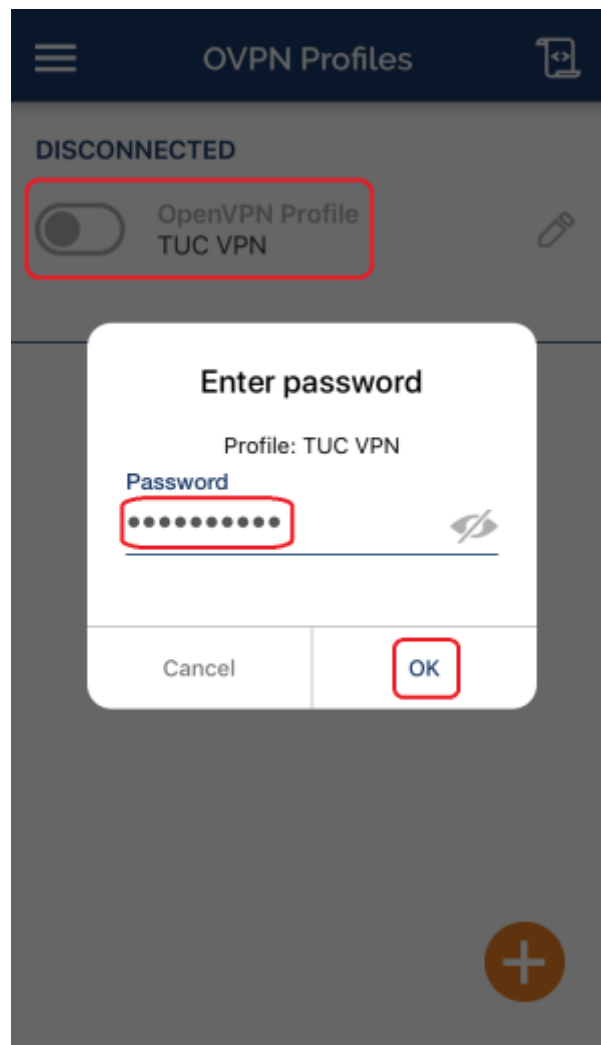 OVPN Profiles
DISCONNECTED
OpenVPN Profile
TUC VPN
Enter password
Profile: TUC VPN
Password
••••••••••
Cancel
OK